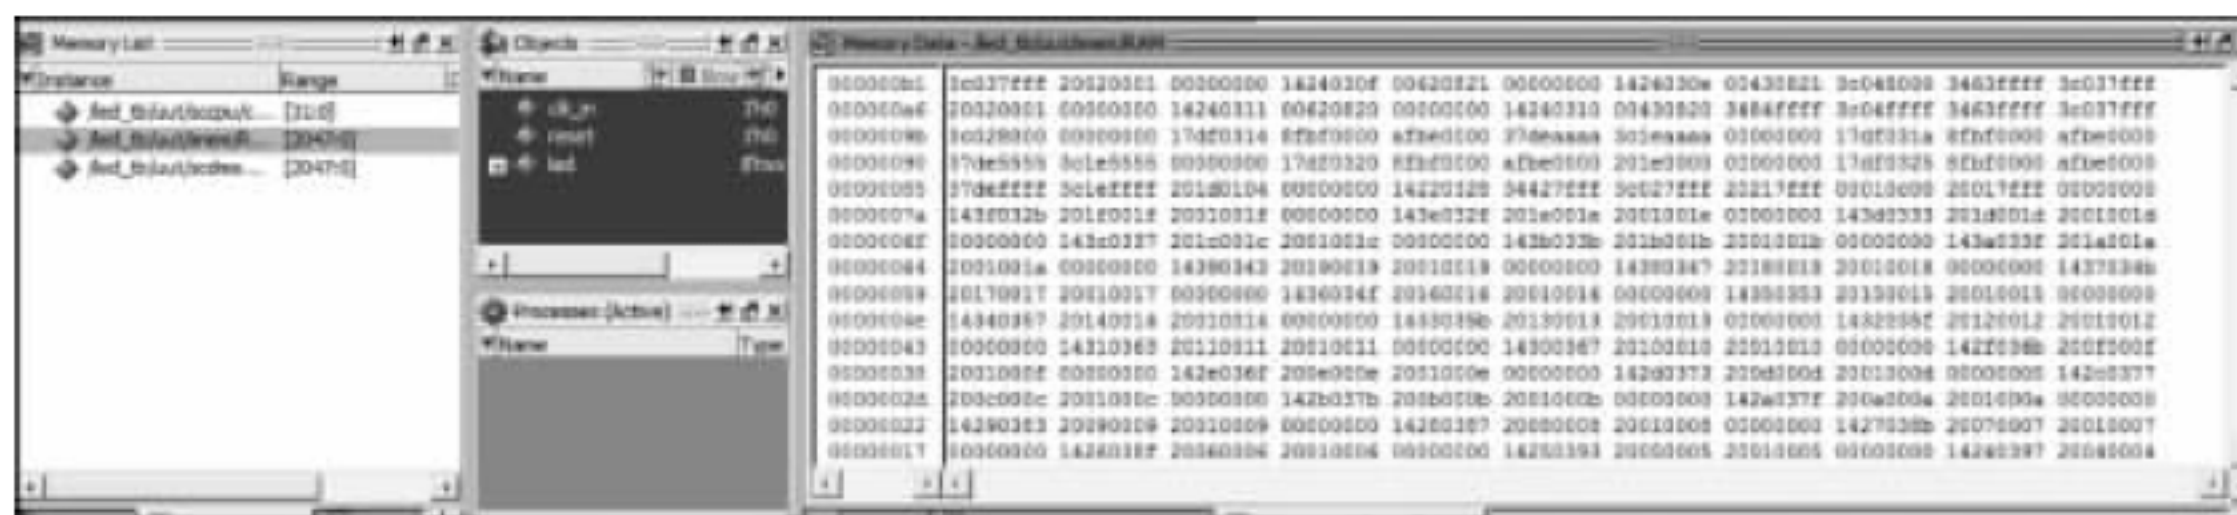 Memory List
Instance Range
[31:0]
[2047:0]
[2047:0]
Objects
Name
clk_in
reset
led
Processes (Active)
Name Type
Memory Data -
000000b1 3c037fff 20020001 00000000 1424030f 00620821 00000000 1424030e 00430821 3c048000 3463ffff 3c037fff
000000a6 20020001 00000000 14240311 00620820 00000000 14240310 00430820 3484ffff 3c04ffff 3463ffff 3c037fff
0000009b 3c028000 00000000 17df0314 8fbf0000 afbe0000 37deaaaa 3c1eaaaa 00000000 17df031a 8fbf0000 afbe0000
00000090 37de5555 3c1e5555 00000000 17df0320 8fbf0000 afbe0000 201e0000 00000000 17df0325 8fbf0000 afbe0000
00000085 37deffff 3c1effff 201d0104 00000000 14220328 34427fff 3c027fff 20217fff 00010c00 20017fff 00000000
0000007a 143f032b 201f001f 2001001f 00000000 143e032f 201e001e 2001001e 00000000 143d0333 201d001d 2001001d
0000006f 00000000 143c0337 201c001c 2001001c 00000000 143b033b 201b001b 2001001b 00000000 143a033f 201a001a
00000064 2001001a 00000000 14390343 20190019 20010019 00000000 14380347 20180018 20010018 00000000 1437034b
00000059 20170017 20010017 00000000 1436034f 20160016 20010016 00000000 14350353 20150015 20010015 00000000
0000004e 14340357 20140014 20010014 00000000 1433035b 20130013 20010013 00000000 1432035f 20120012 20010012
00000043 00000000 14310363 20110011 20010011 00000000 14300367 20100010 20010010 00000000 142f036b 200f000f
00000038 2001000f 00000000 142e036f 200e000e 2001000e 00000000 142d0373 200d000d 2001000d 00000000 142c0377
0000002d 200c000c 2001000c 00000000 142b037b 200b000b 2001000b 00000000 142a037f 200a000a 2001000a 00000000
00000022 14290383 20090009 20010009 00000000 14280387 20080008 20010008 00000000 1427038b 20070007 20010007
00000017 00000000 1426038f 20060006 20010006 00000000 14250393 20050005 20010005 00000000 14240397 20040004